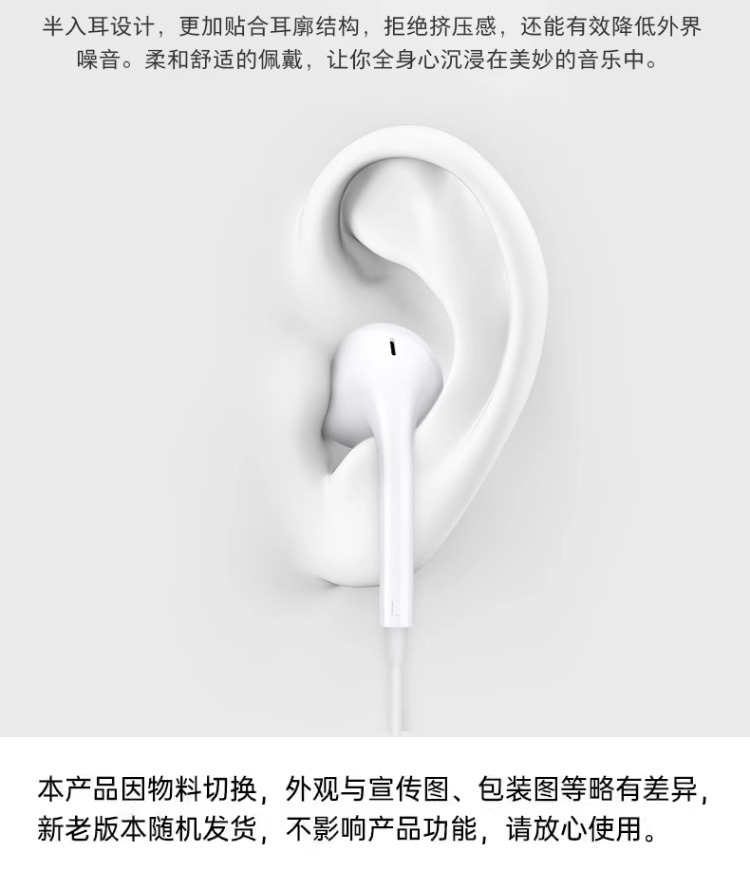 半入耳设计，更加贴合耳廓结构，拒绝挤压感，还能有效降低外界
噪音。柔和舒适的佩戴，让你全身心沉浸在美妙的音乐中。
L
本产品因物料切换，外观与宣传图、包装图等略有差异，
新老版本随机发货，不影响产品功能，请放心使用。